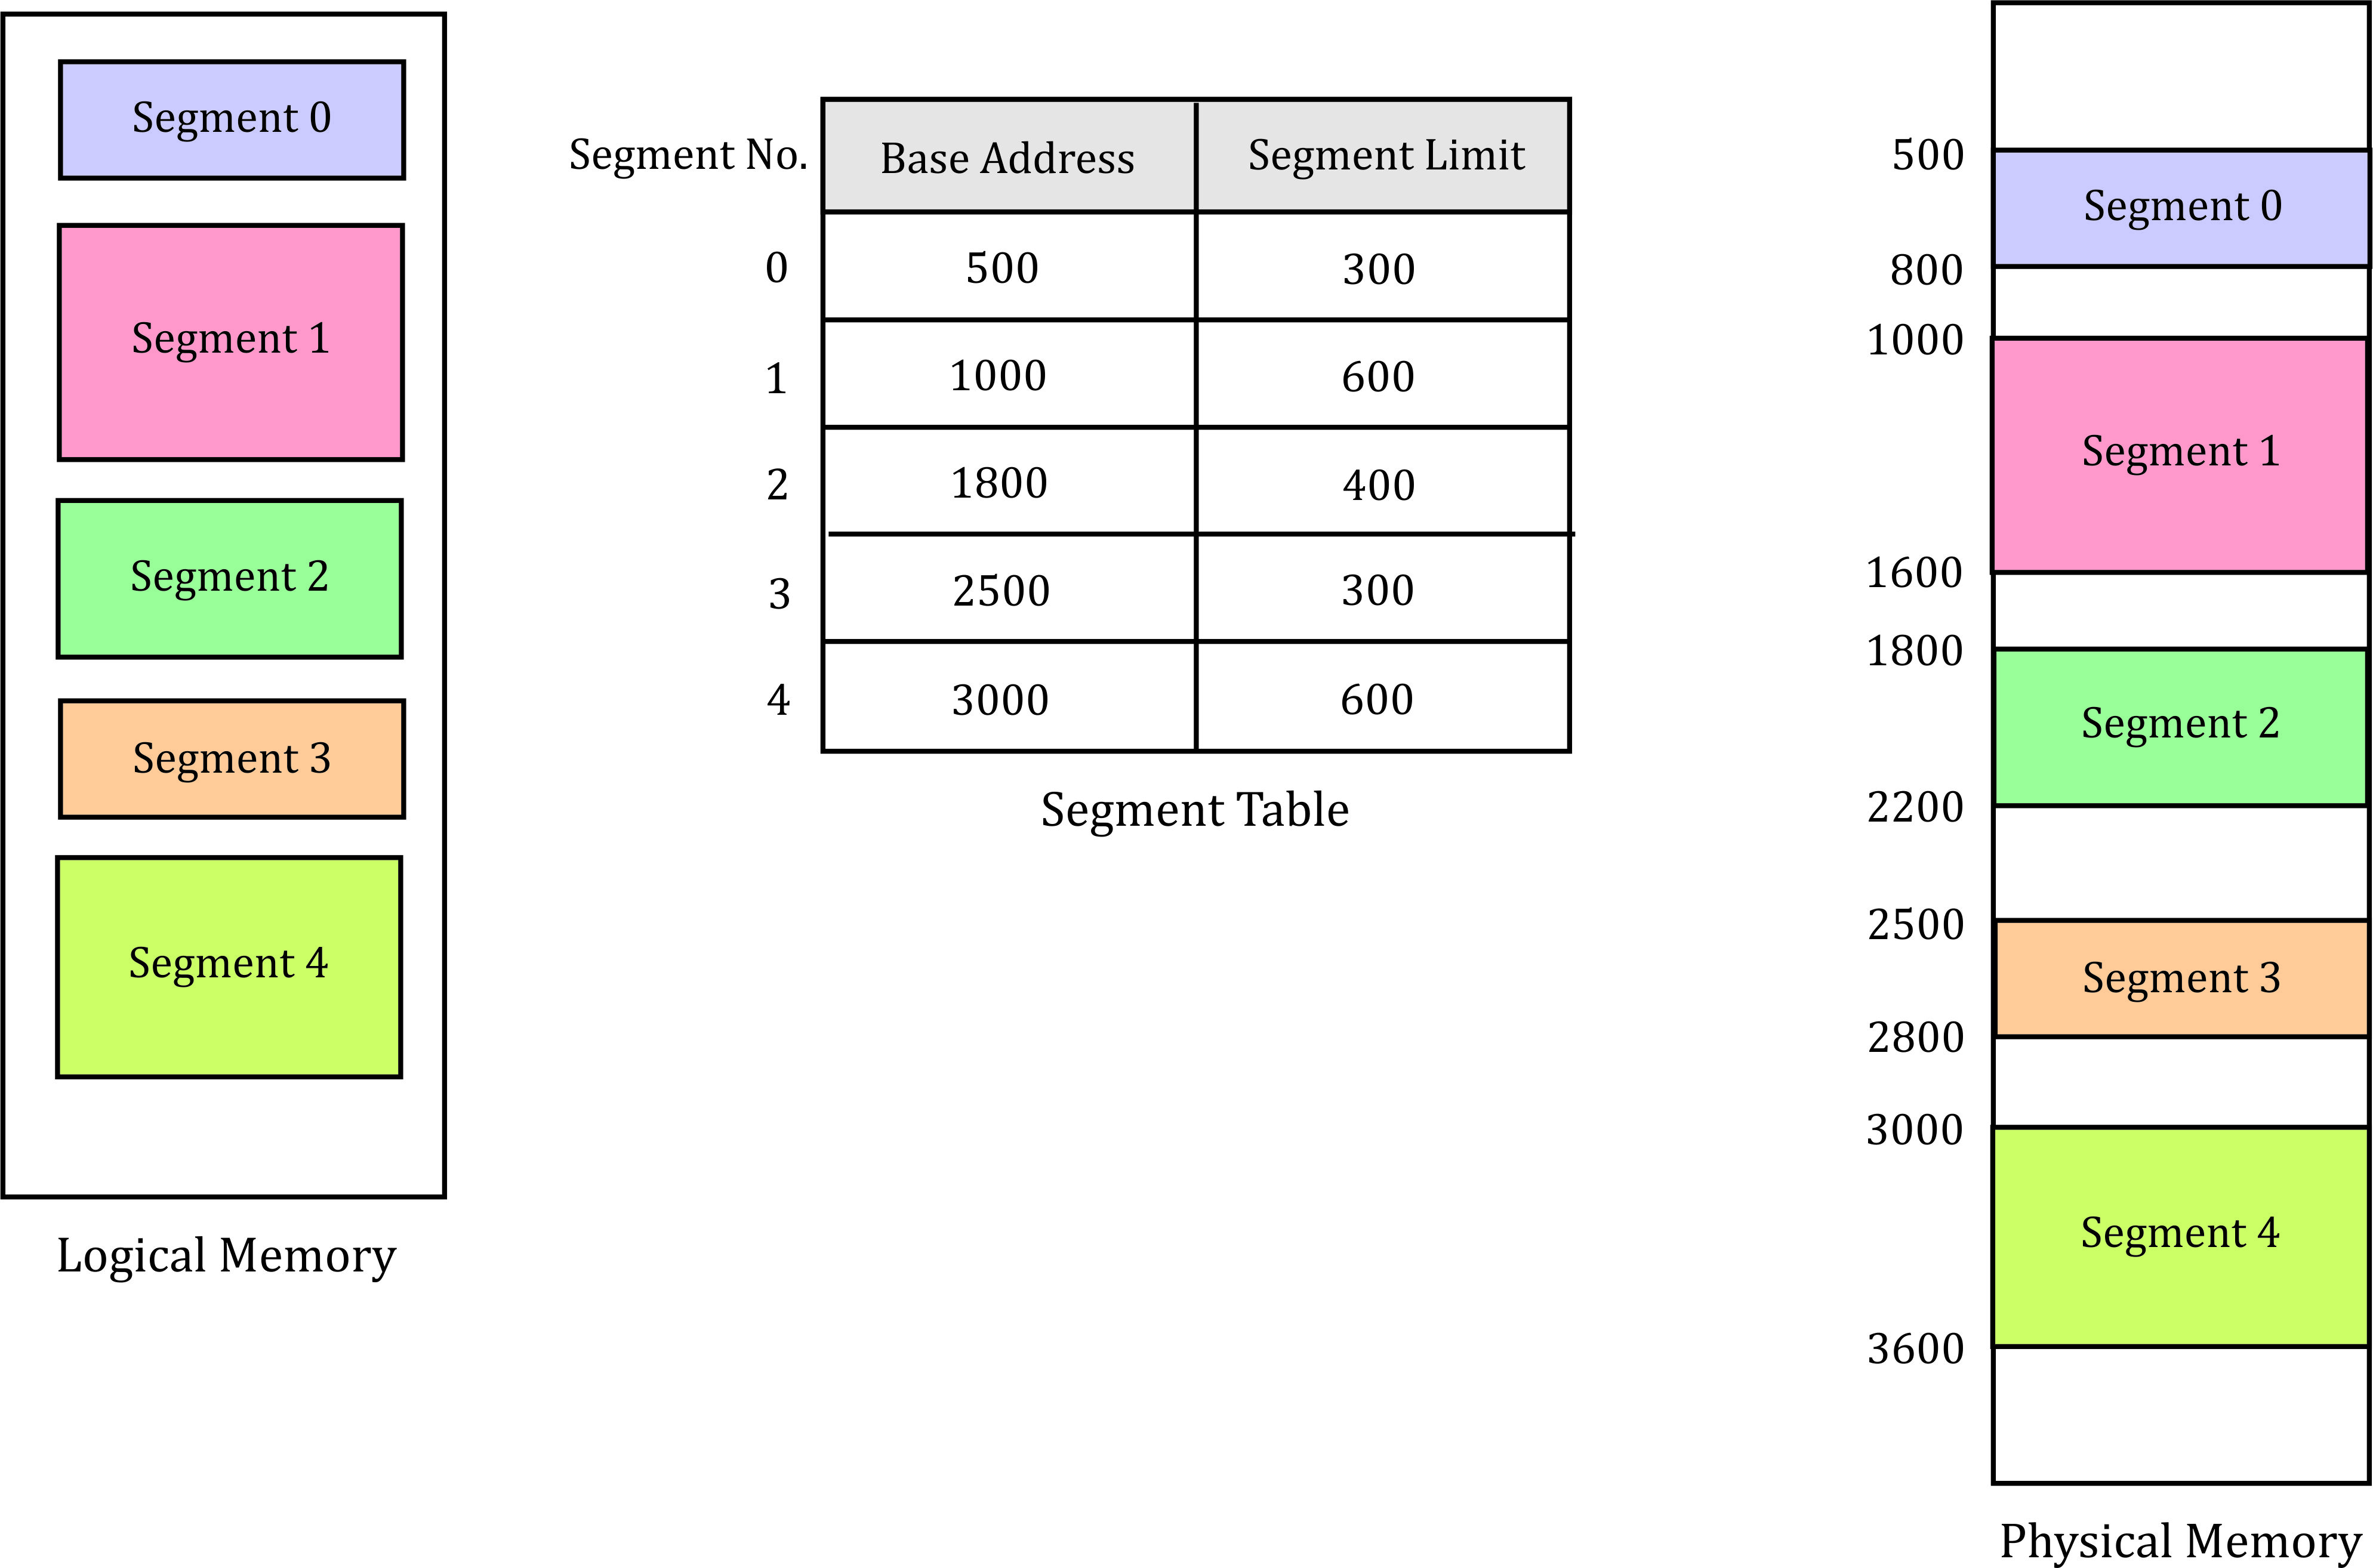 Segment 0
Segment 1
Segment 2
Segment 3
Segment 4
Logical Memory
Segment No. Base Address Segment Limit
0 500 300
1 1000 600
2 1800 400
3 2500 300
4 3000 600
Segment Table
500
Segment 0
800
1000
Segment 1
1600
1800
Segment 2
2200
2500
Segment 3
2800
3000
Segment 4
3600
Physical Memory